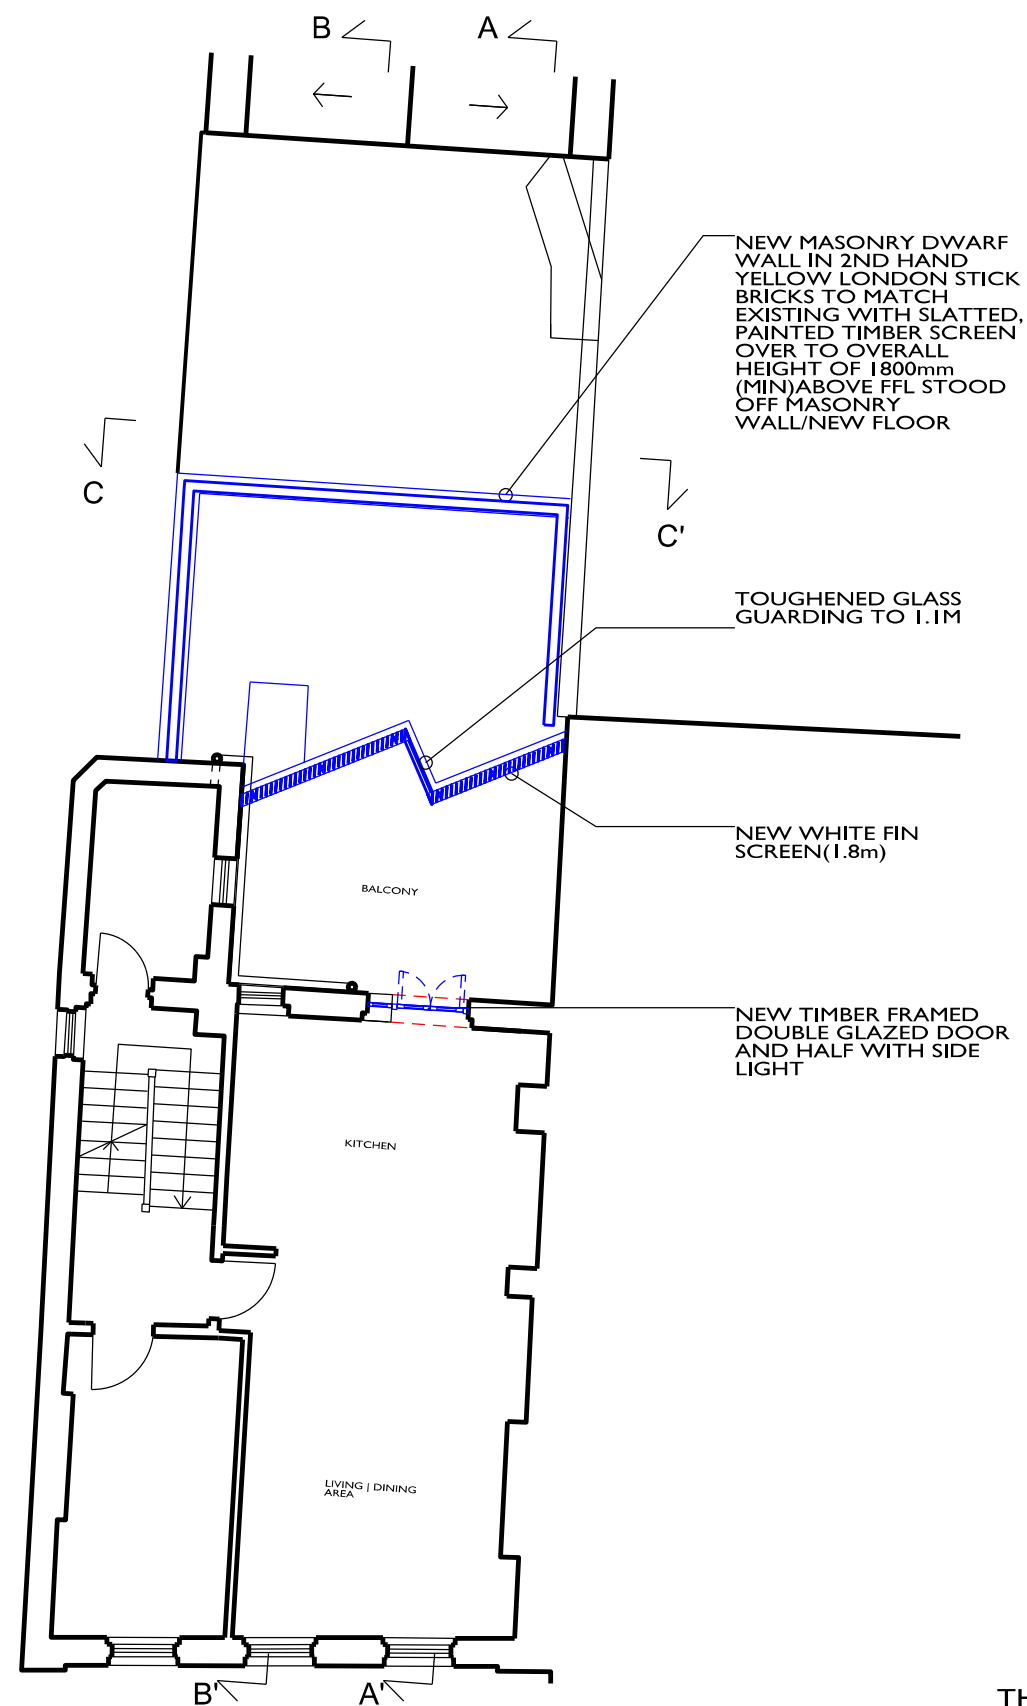 B
A
NEW MASONRY DWARF
WALL IN 2ND HAND
YELLOW LONDON STICK
BRICKS TO MATCH
EXISTING WITH SLATTED,
PAINTED TIMBER SCREEN
OVER TO OVERALL
HEIGHT OF 1800mm
(MIN)ABOVE FFL STOOD
OFF MASONRY
WALL/NEW FLOOR
C
C'
TOUGHENED GLASS
GUARDING TO 1.1M
NEW WHITE FIN
SCREEN(1.8m)
BALCONY
NEW TIMBER FRAMED
DOUBLE GLAZED DOOR
AND HALF WITH SIDE
LIGHT
KITCHEN
LIVING | DINING
AREA
B'
A'